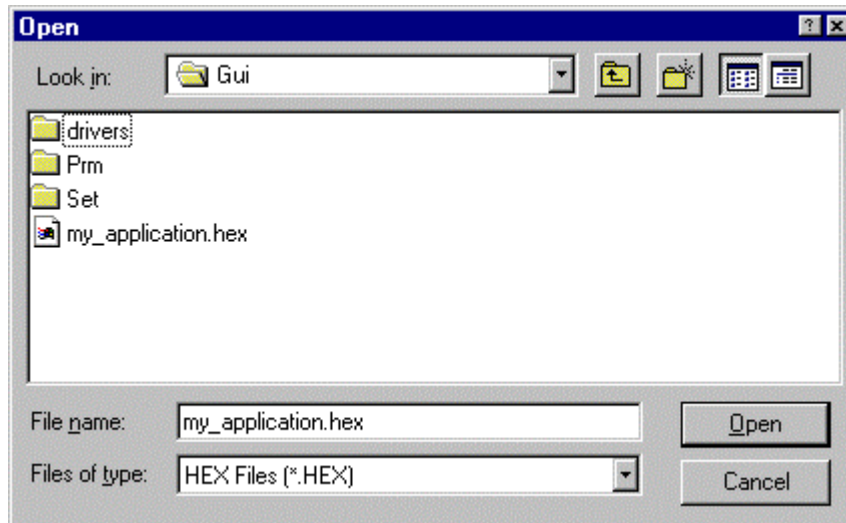 Open
Look in: Gui
drivers
Prm
Set
my_application.hex
File name: my_application.hex Open
Files of type: HEX Files (*.HEX) Cancel